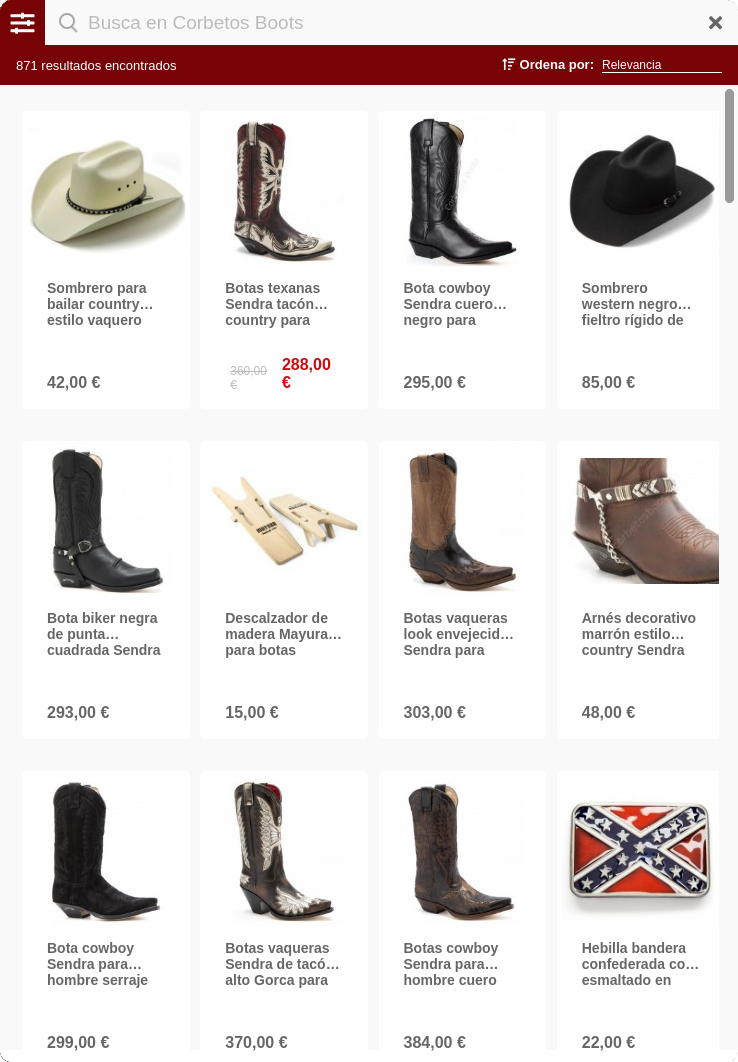 Busca en Corbetos Boots
871 resultados encontrados
Ordena por: Relevancia
Sombrero para
bailar country…
estilo vaquero
42,00 €
Botas texanas
Sendra tacón…
country para
360,00
€
288,00
€
Bota cowboy
Sendra cuero…
negro para
295,00 €
Sombrero
western negro…
fieltro rígido de
85,00 €
Bota biker negra
de punta…
cuadrada Sendra
293,00 €
Descalzador de
madera Mayura…
para botas
15,00 €
Botas vaqueras
look envejecid…
Sendra para
303,00 €
Arnés decorativo
marrón estilo…
country Sendra
48,00 €
Bota cowboy
Sendra para…
hombre serraje
299,00 €
Botas vaqueras
Sendra de tacó…
alto Gorca para
370,00 €
Botas cowboy
Sendra para…
hombre cuero
384,00 €
Hebilla bandera
confederada co…
esmaltado en
22,00 €